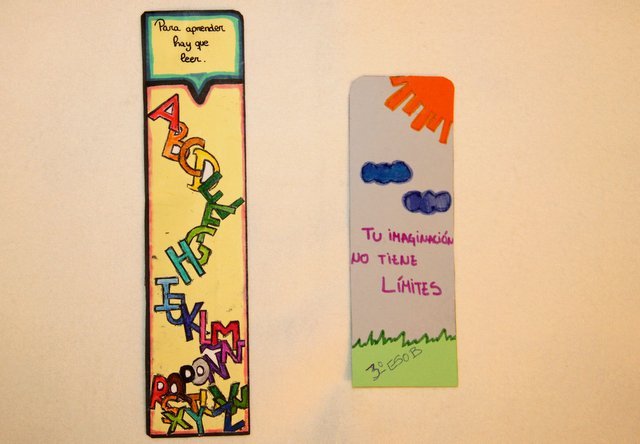 Para aprender
hay que
leer.
A
B C D
E F G
H
I J K L M
N Ñ
O P Q R
S T U V W
X Y Z
TU IMAGINACIÓN
NO TIENE
LÍMITES
3º ESO B